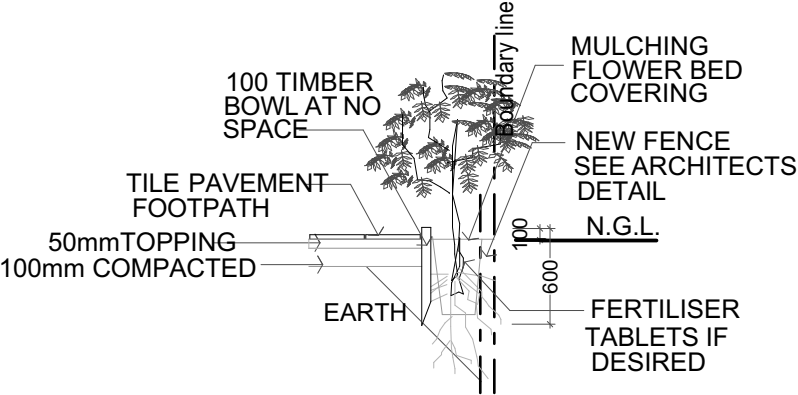 Boundary line
MULCHING
FLOWER BED
COVERING
100 TIMBER
BOWL AT NO
SPACE
NEW FENCE
SEE ARCHITECTS
DETAIL
TILE PAVEMENT
FOOTPATH
N.G.L.
100
50mmTOPPING
100mm COMPACTED
600
EARTH
FERTILISER
TABLETS IF
DESIRED